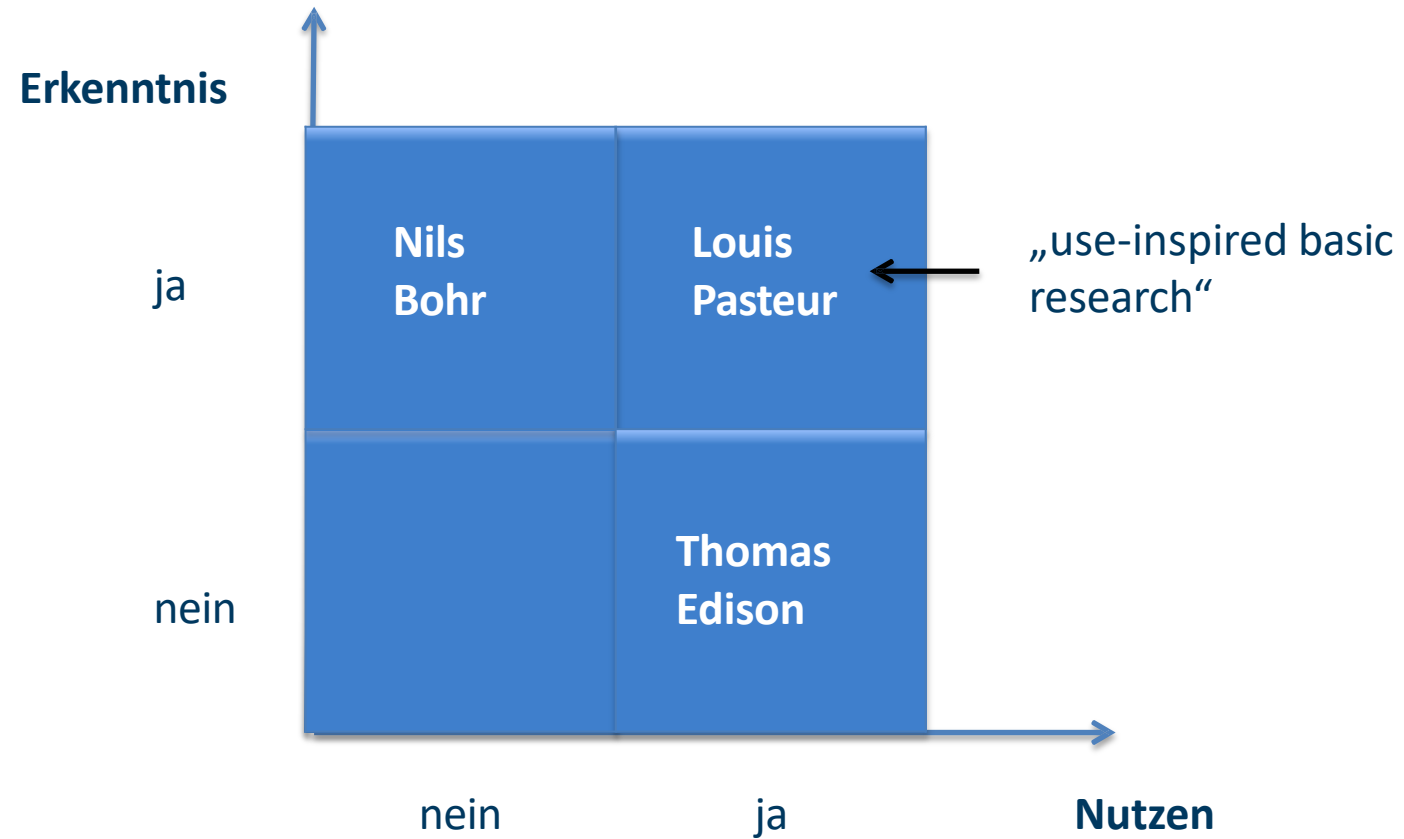 Erkenntnis
Nils
Bohr
Louis
Pasteur
„use-inspired basic
research“
ja
Thomas
Edison
nein
nein
ja
Nutzen